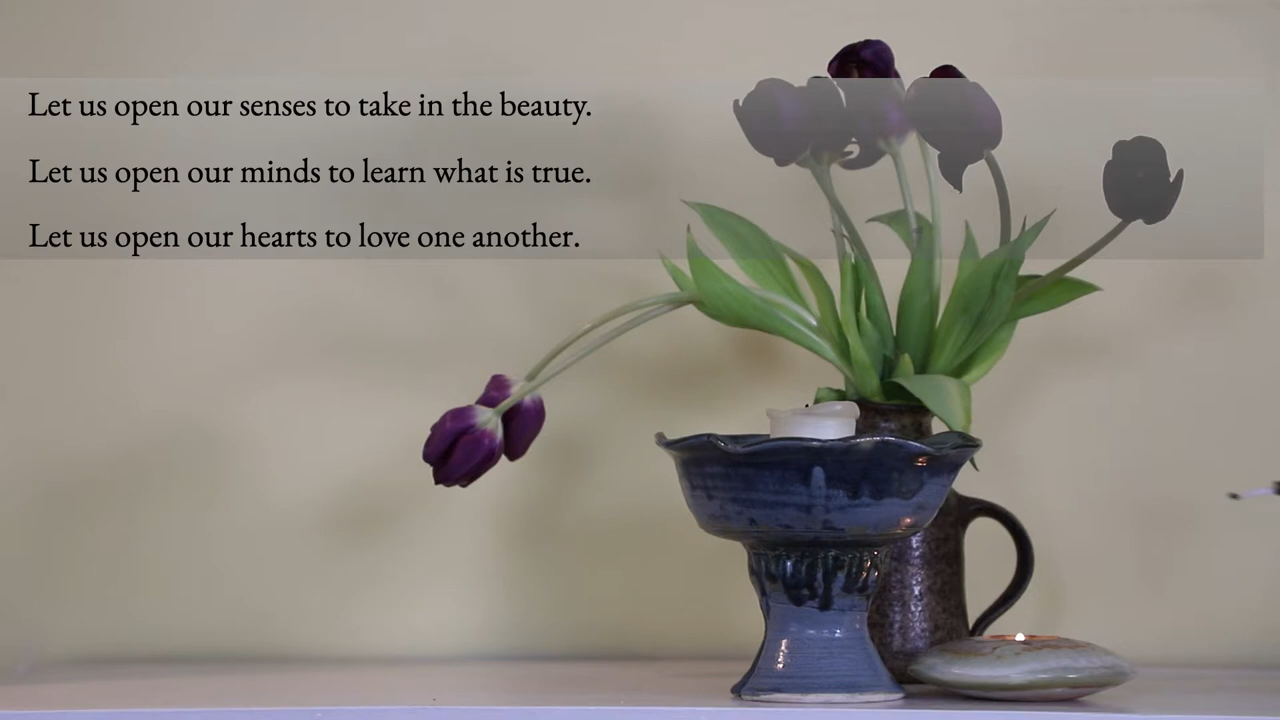 Let us open our senses to take in the beauty.
Let us open our minds to learn what is true.
Let us open our hearts to love one another.